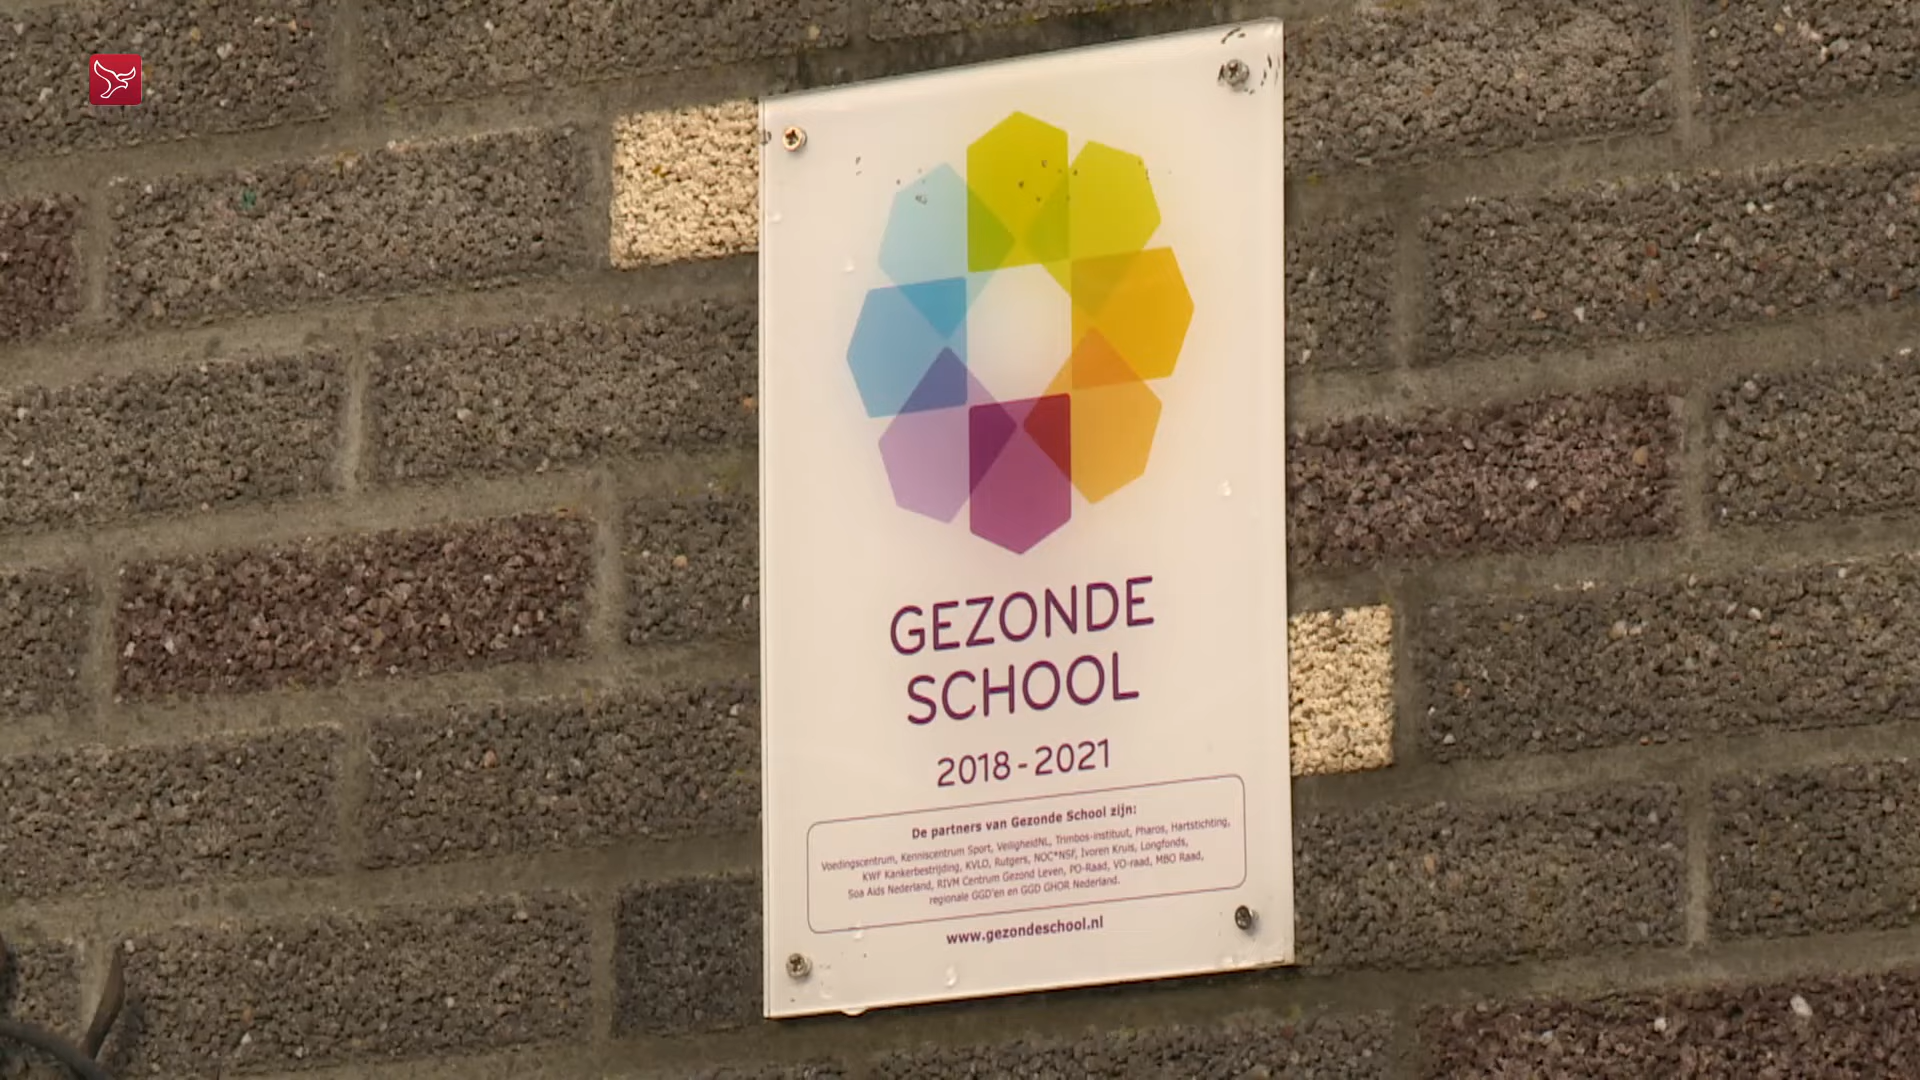 GEZONDE
SCHOOL
2018-2021
De partners van Gezonde School zijn:
Voedingscentrum, Kenniscentrum Sport, VeiligheidNL, Trimbos-instituut, Pharos, Hartstichting,
KWF Kankerbestrijding, KVLO, Rutgers, NOC*NSF, Ivoren Kruis, Longfonds,
Soa Aids Nederland, RIVM Centrum Gezond Leven, PO-Raad, VO-raad, MBO Raad,
regionale GGD'en en GGD GHOR Nederland.
www.gezondeschool.nl